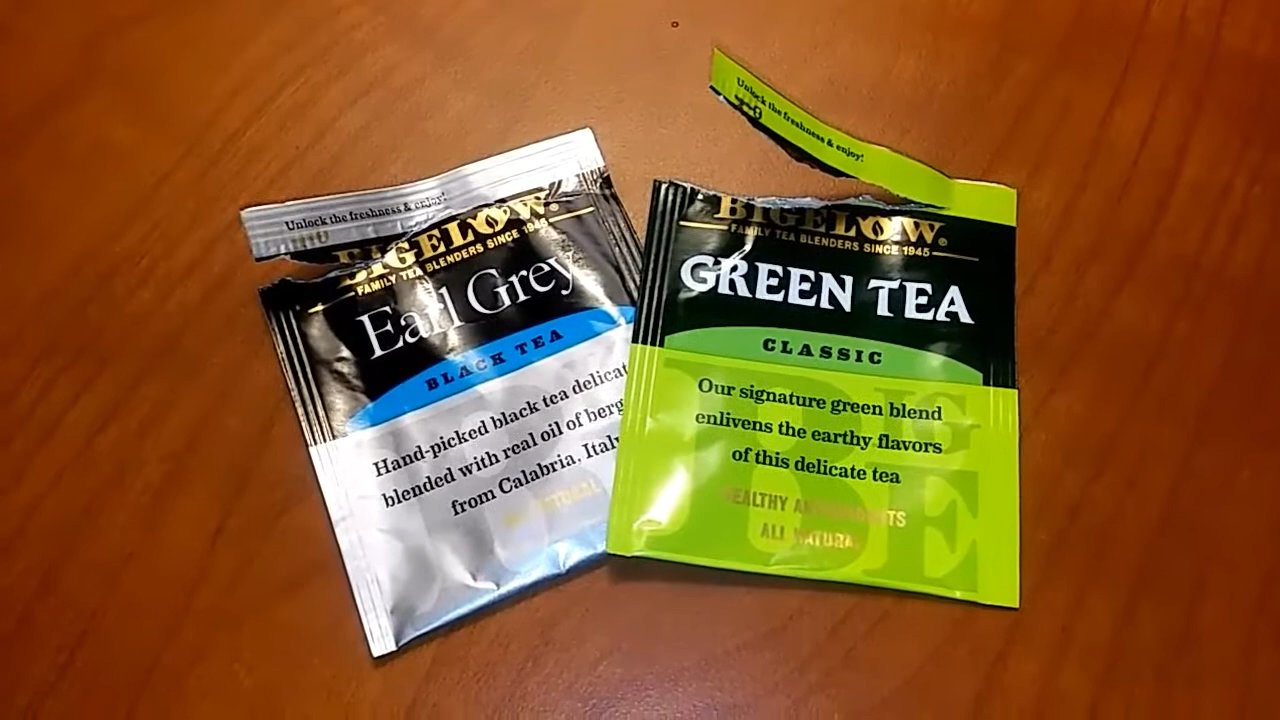 Unlock the freshness & enjoy!
BIGELOW®
FAMILY TEA BLENDERS SINCE 1945
Earl Grey
BLACK TEA
Hand-picked black tea delicat
blended with real oil of berg
from Calabria, Italy
Unlock the freshness & enjoy!
BIGELOW®
FAMILY TEA BLENDERS SINCE 1945
GREEN TEA
CLASSIC
Our signature green blend
enlivens the earthy flavors
of this delicate tea
HEALTHY ANTIOXIDANTS
ALL NATURAL